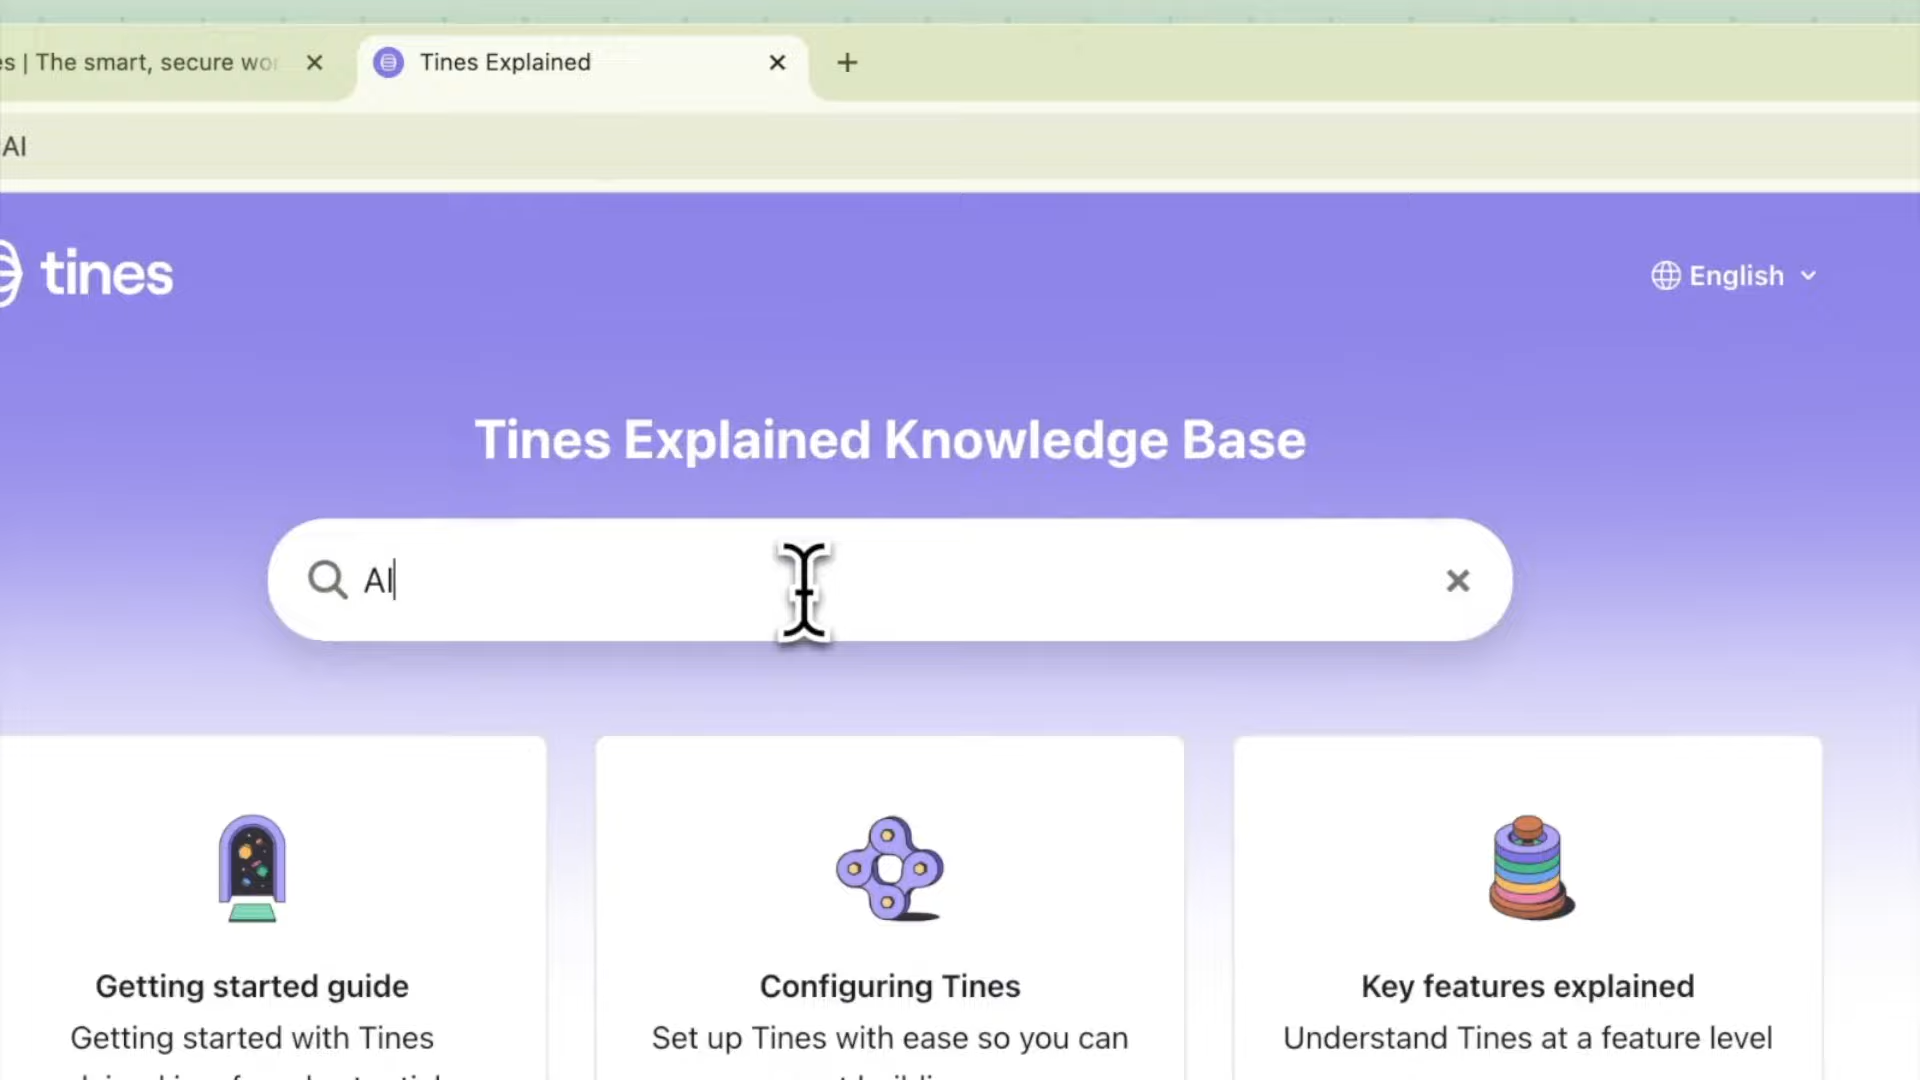 es | The smart, secure wo
Tines Explained
AI
tines
English
Tines Explained Knowledge Base
AI
Getting started guide
Configuring Tines
Key features explained
Getting started with Tines
Set up Tines with ease so you can
Understand Tines at a feature level